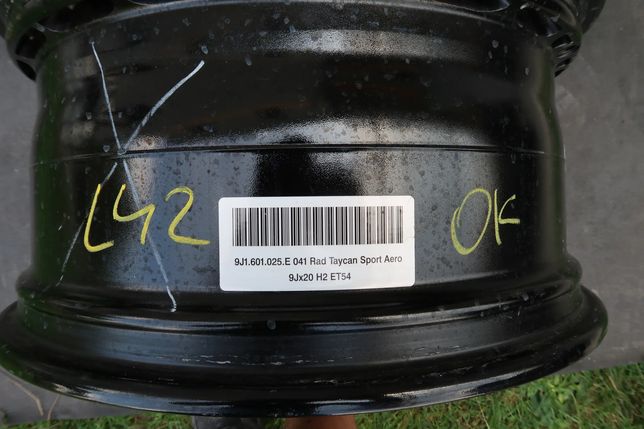 L42
OK
9J1.601.025.E 041 Rad Taycan Sport Aero
9Jx20 H2 ET54